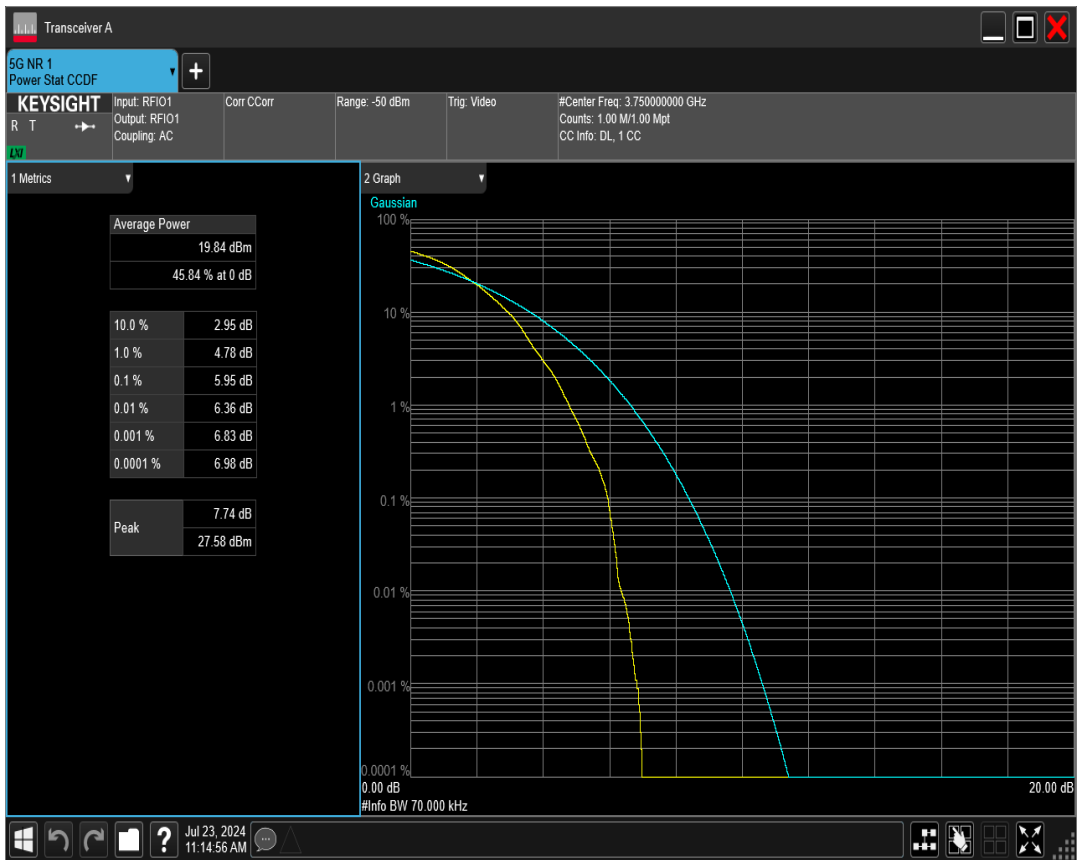 Transceiver A
5G NR 1
Power Stat CCDF
+
KEYSIGHT
R T
LXI
Input: RFIO1
Output: RFIO1
Coupling: AC
Corr CCorr
Range: -50 dBm
Trig: Video
#Center Freq: 3.750000000 GHz
Counts: 1.00 M/1.00 Mpt
CC Info: DL, 1 CC
1 Metrics
Average Power
19.84 dBm
45.84 % at 0 dB
10.0 % 2.95 dB
1.0 % 4.78 dB
0.1 % 5.95 dB
0.01 % 6.36 dB
0.001 % 6.83 dB
0.0001 % 6.98 dB
Peak
7.74 dB
27.58 dBm
2 Graph
Gaussian
100 %
10 %
1 %
0.1 %
0.01 %
0.001 %
0.0001 %
0.00 dB 20.00 dB
#Info BW 70.000 kHz
?
Jul 23, 2024
11:14:56 AM